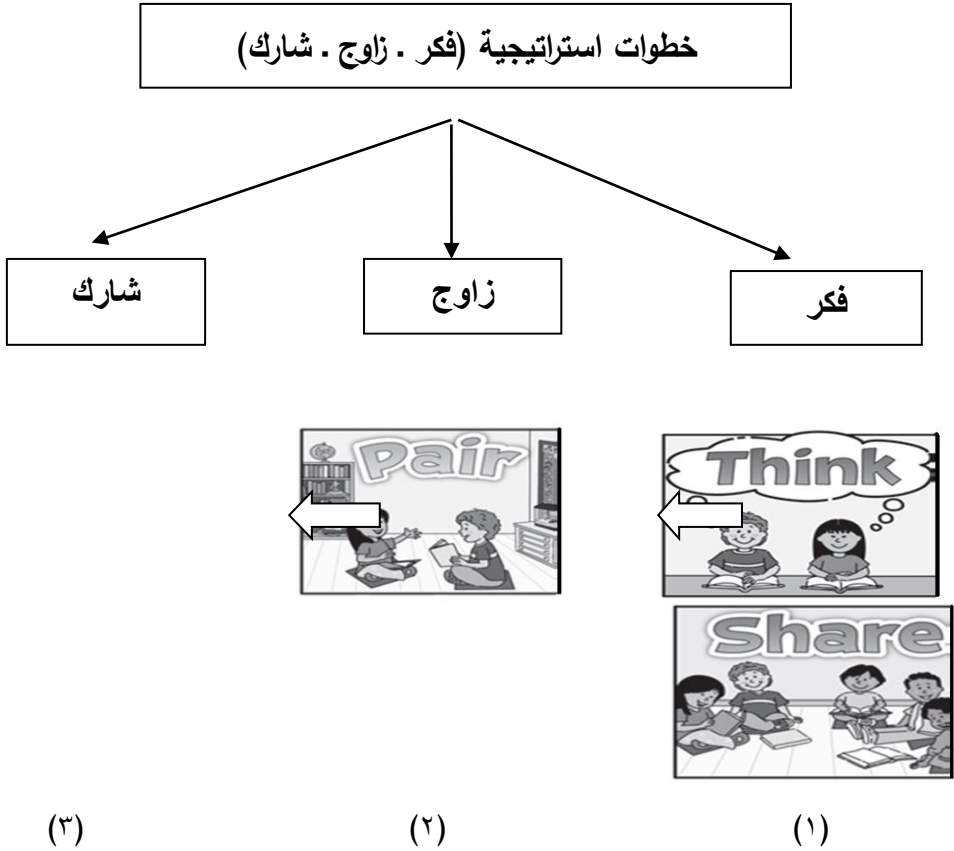 خطوات استراتيجية (فكر . زاوج . شارك)
فكر
زاوج
شارك
Think
Pair
Share
(١)
(٢)
(٣)